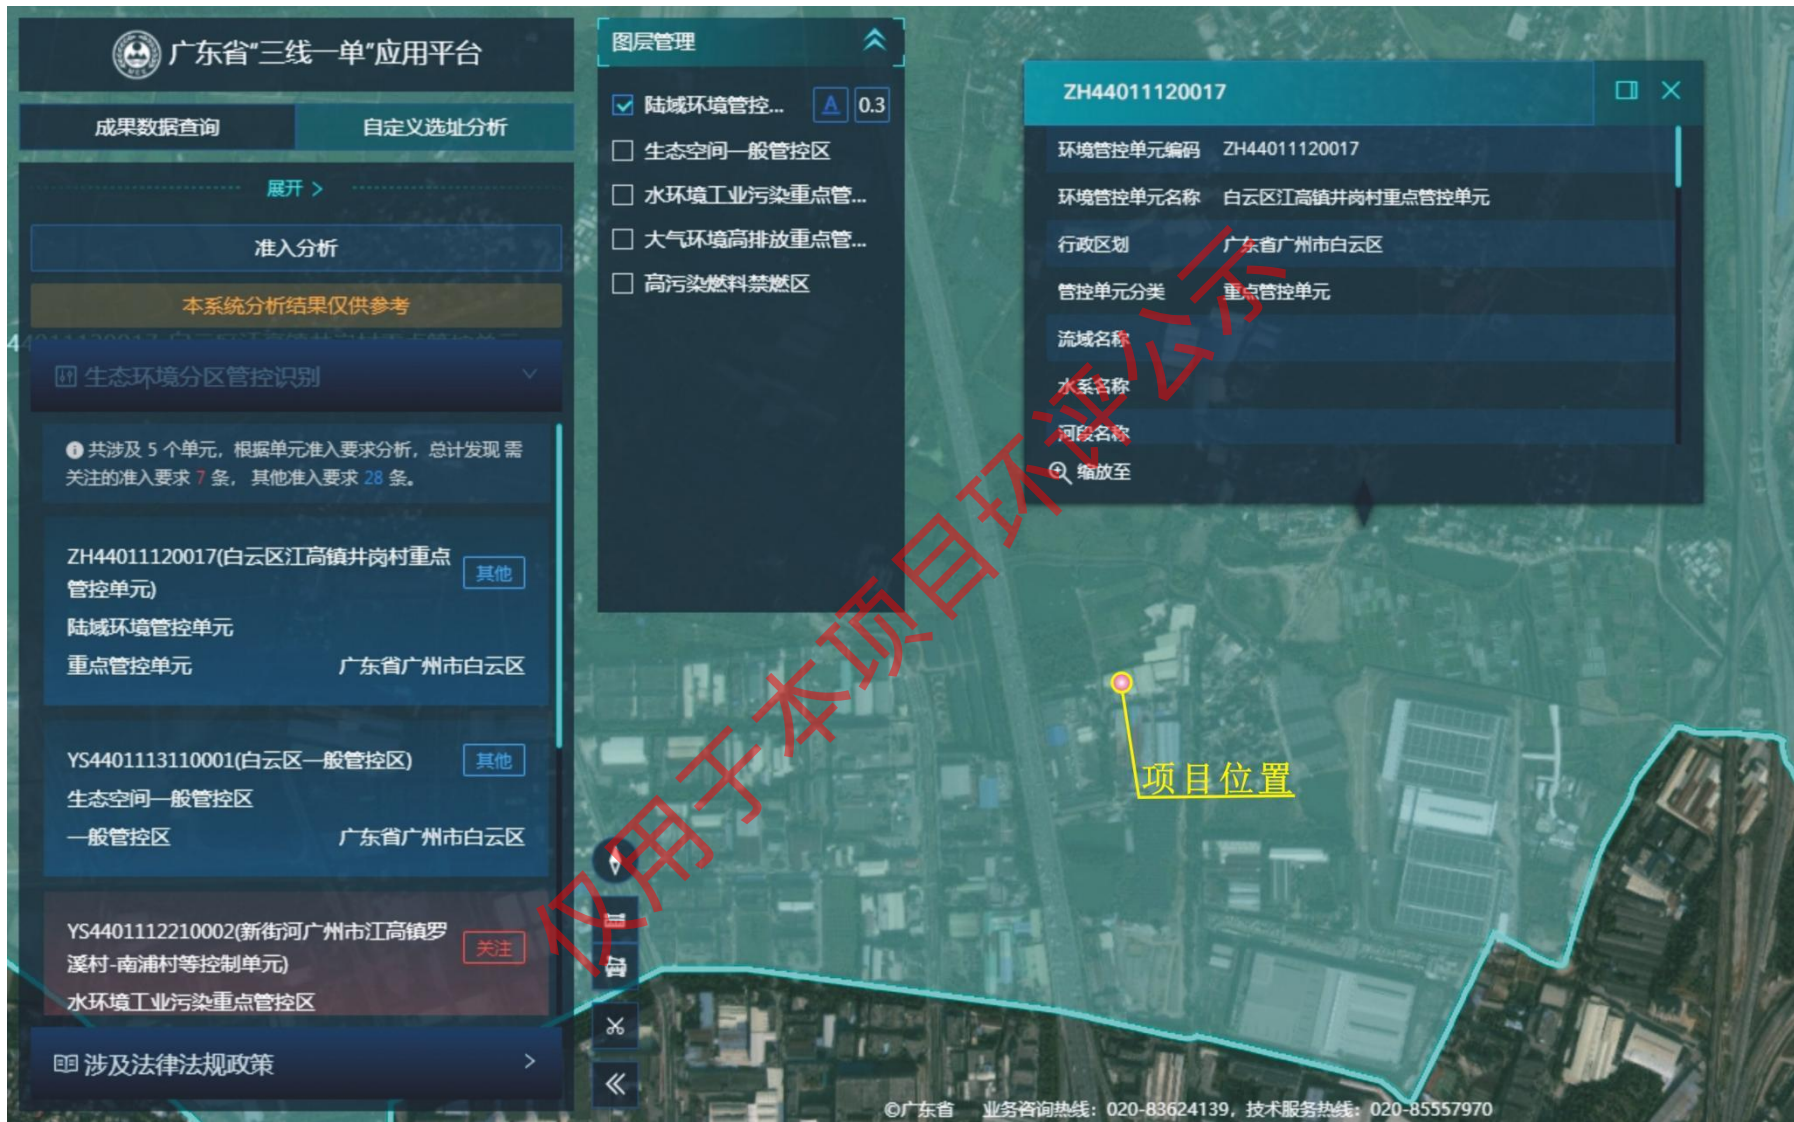 广东省"三线一单"应用平台
成果数据查询
自定义选址分析
展开 >
准入分析
本系统分析结果仅供参考
生态环境分区管控识别
共涉及 5 个单元，根据单元准入要求分析，总计发现 需
关注的准入要求 7 条， 其他准入要求 28 条。
ZH44011120017(白云区江高镇井岗村重点
管控单元)
其他
陆域环境管控单元
重点管控单元
广东省广州市白云区
YS4401113110001(白云区一般管控区)
其他
生态空间一般管控区
一般管控区
广东省广州市白云区
YS4401112210002(新街河广州市江高镇罗
溪村-南浦村等控制单元)
关注
水环境工业污染重点管控区
涉及法律法规政策
图层管理
陆域环境管控...
A
0.3
生态空间一般管控区
水环境工业污染重点管...
大气环境高排放重点管...
高污染燃料禁燃区
ZH44011120017
环境管控单元编码 ZH44011120017
环境管控单元名称 白云区江高镇井岗村重点管控单元
行政区划 广东省广州市白云区
管控单元分类 重点管控单元
流域名称
水系名称
河段名称
缩放至
项目位置
仅用于本项目环评公示
©广东省 业务咨询热线：020-83624139，技术服务热线：020-85557970